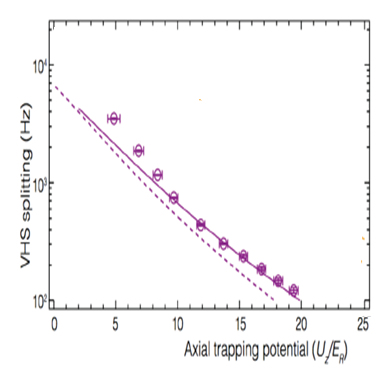 VHS splitting (Hz)
10⁴
10³
10²
0 5 10 15 20 25
Axial trapping potential (U_z/E_R)